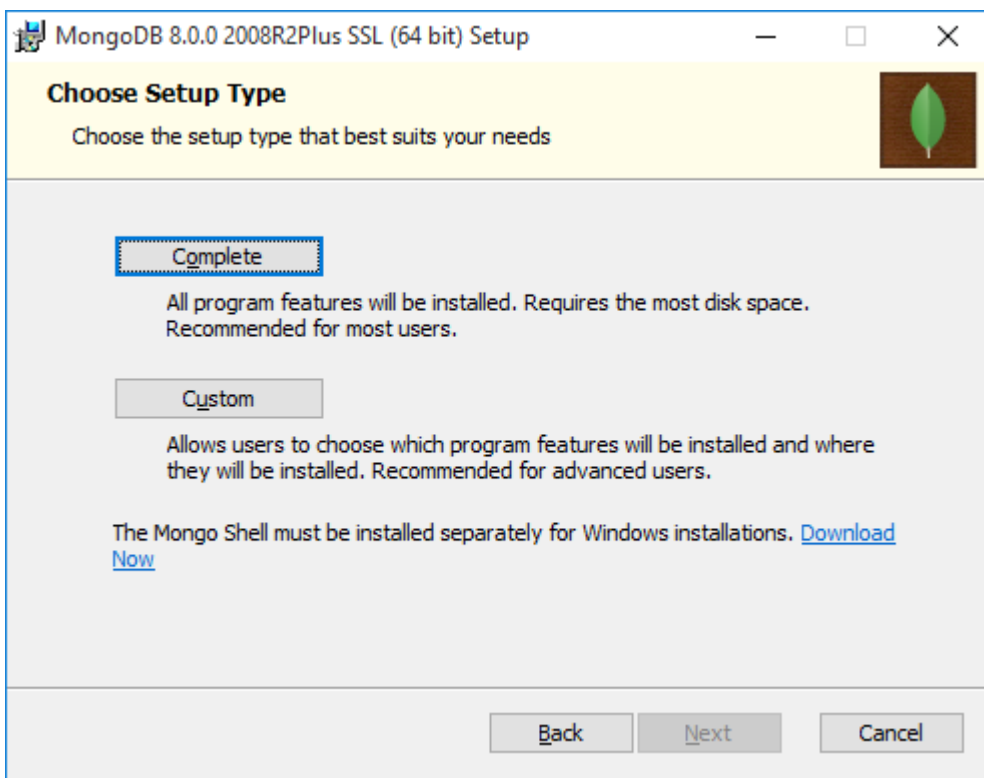 MongoDB 8.0.0 2008R2Plus SSL (64 bit) Setup
Choose Setup Type
Choose the setup type that best suits your needs
Complete
All program features will be installed. Requires the most disk space.
Recommended for most users.
Custom
Allows users to choose which program features will be installed and where
they will be installed. Recommended for advanced users.
The Mongo Shell must be installed separately for Windows installations. Download
Now
Back Next Cancel